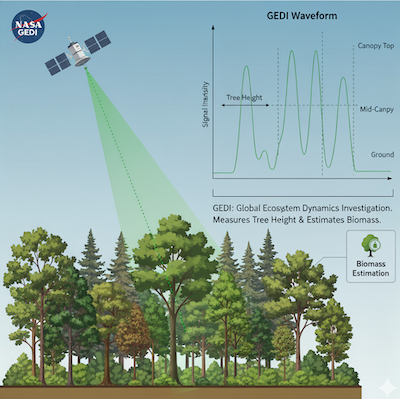 NASA
GEDI
GEDI Waveform
Signal Intensity
Canopy Top
Tree Height
Mid-Canpy
Ground
GEDI: Global Ecosystem Dynamics Investigation.
Measures Tree Height & Estimates Biomass.
Biomass
Estimation